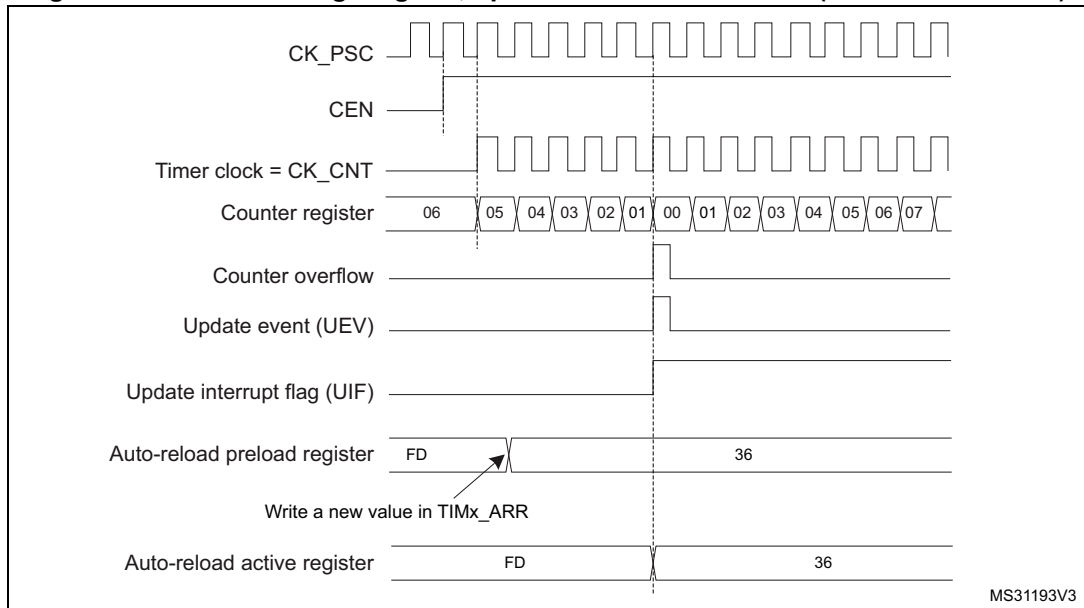 CK_PSC
CEN
Timer clock = CK_CNT
Counter register 06 05 04 03 02 01 00 01 02 03 04 05 06 07
Counter overflow
Update event (UEV)
Update interrupt flag (UIF)
Auto-reload preload register FD 36
Write a new value in TIMx_ARR
Auto-reload active register FD 36
MS31193V3